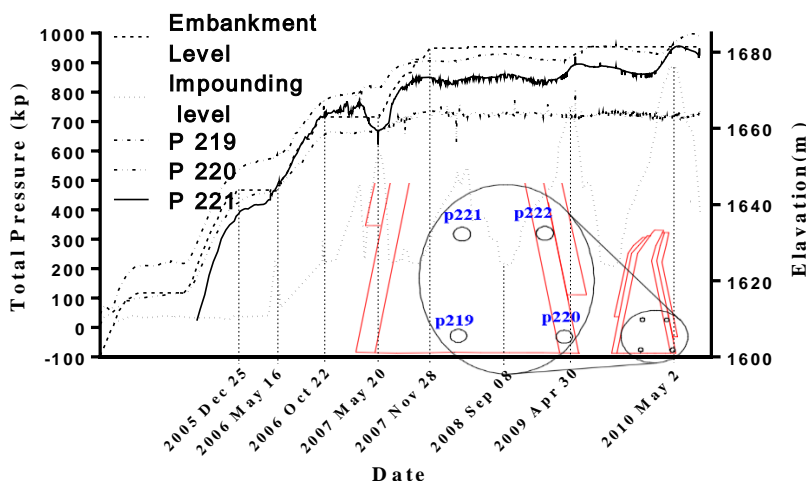 Embankment
Level
Impounding
level
P 219
P 220
P 221
Total Pressure (kp)
1000
900
800
700
600
500
400
300
200
100
0
-100
1680
1660
1640
1620
1600
Elavation(m)
p221
p222
p219
p220
2005 Dec 25
2006 May 16
2006 Oct 22
2007 May 20
2007 Nov 28
2008 Sep 08
2009 Apr 30
2010 May 2
Date